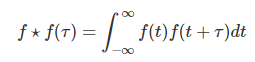 f ⋆ f(τ) = ∫_{-∞}^{∞} f(t)f(t + τ)dt